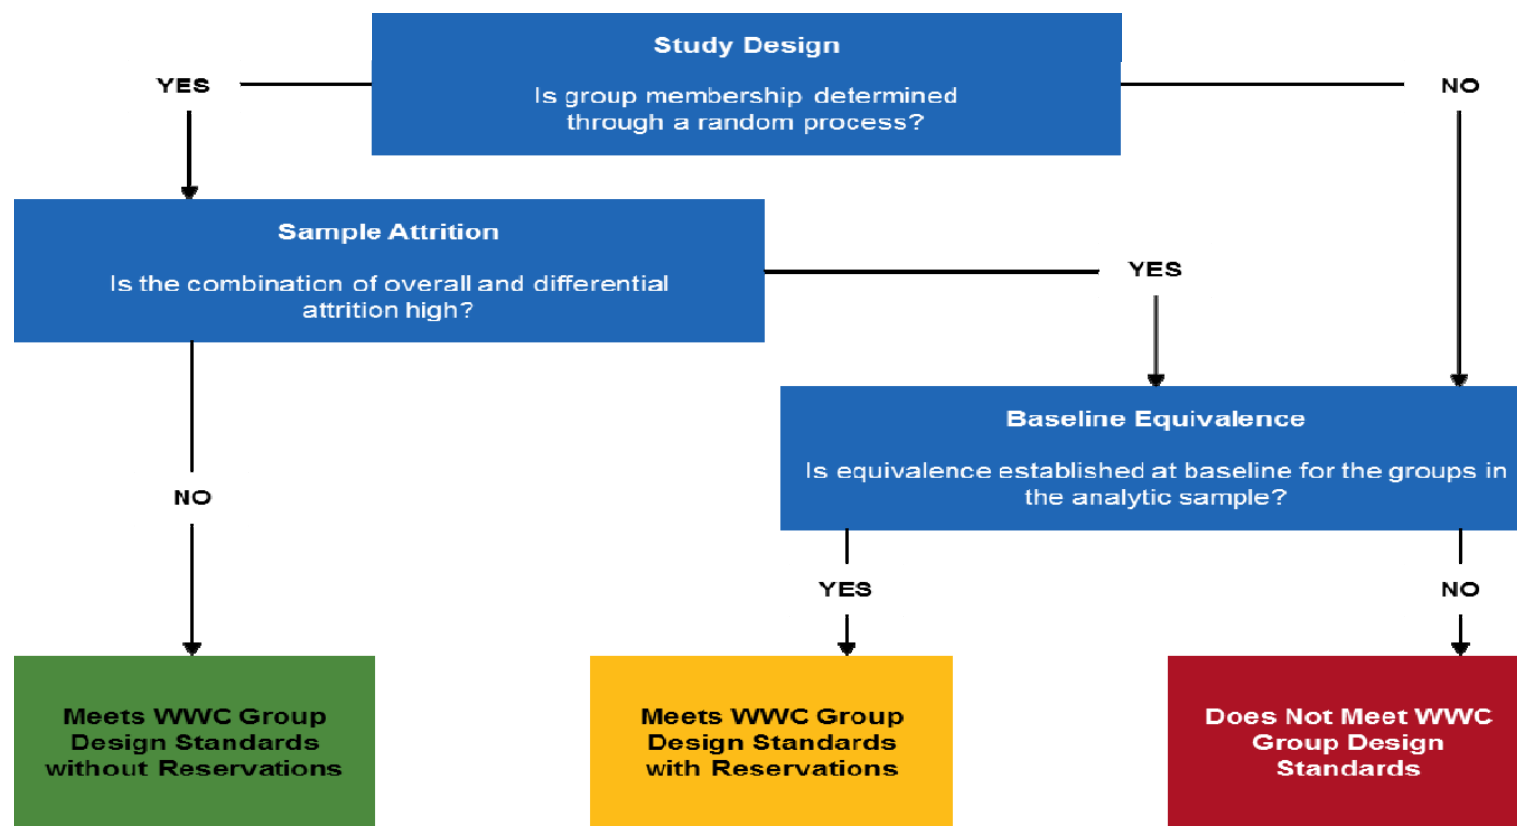 Study Design
Is group membership determined
through a random process?
YES
NO
Sample Attrition
Is the combination of overall and differential
attrition high?
YES
Baseline Equivalence
Is equivalence established at baseline for the groups in
the analytic sample?
NO
YES
NO
Meets WWC Group
Design Standards
without Reservations
Meets WWC Group
Design Standards
with Reservations
Does Not Meet WWC
Group Design
Standards